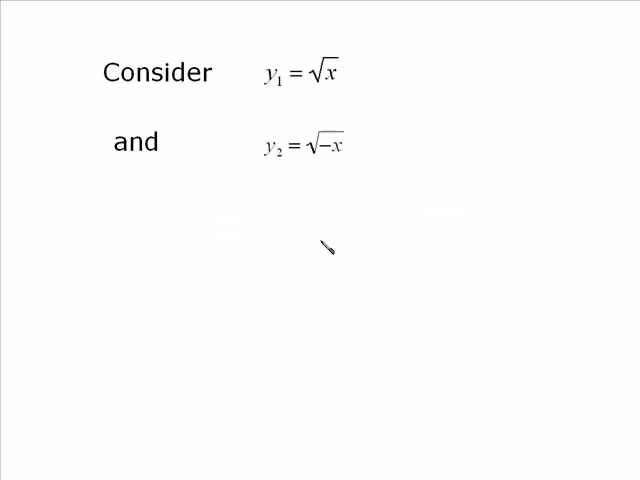 Consider y₁ = √x
and y₂ = √−x